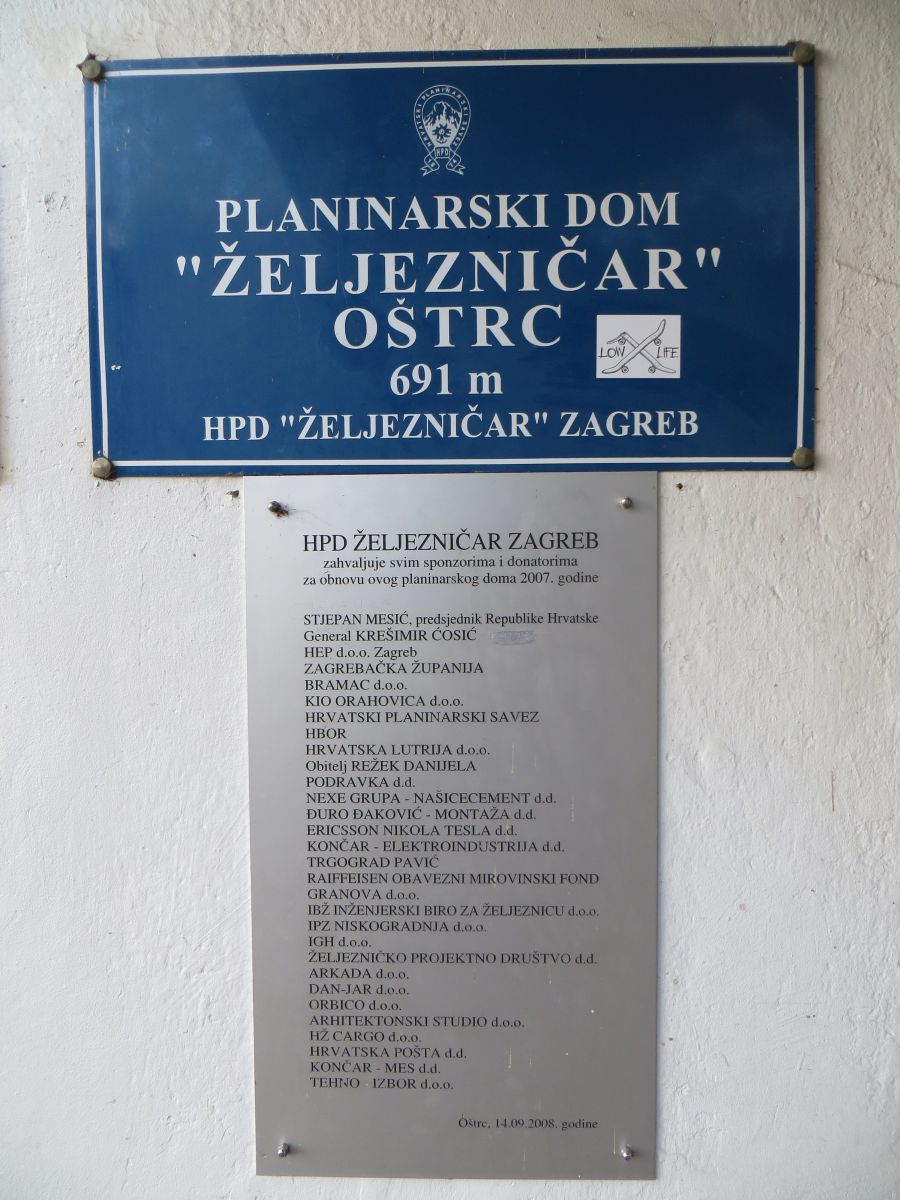 HRVATSKI PLANINARSKI SAVEZ
HPD
PLANINARSKI DOM
"ŽELJEZNIČAR"
OŠTRC
LOW LIFE
691 m
HPD "ŽELJEZNIČAR" ZAGREB
HPD ŽELJEZNIČAR ZAGREB
zahvaljuje svim sponzorima i donatorima
za obnovu ovog planinarskog doma 2007. godine
STJEPAN MESIĆ, predsjednik Republike Hrvatske
General KREŠIMIR ĆOSIĆ
HEP d.o.o. Zagreb
ZAGREBAČKA ŽUPANIJA
BRAMAC d.o.o.
KIO ORAHOVICA d.o.o.
HRVATSKI PLANINARSKI SAVEZ
HBOR
HRVATSKA LUTRIJA d.o.o.
Obitelj REŽEK DANIJELA
PODRAVKA d.d.
NEXE GRUPA - NAŠICECEMENT d.d.
ĐURO ĐAKOVIĆ - MONTAŽA d.d.
ERICSSON NIKOLA TESLA d.d.
KONČAR - ELEKTROINDUSTRIJA d.d.
TRGOGRAD PAVIĆ
RAIFFEISEN OBAVEZNI MIROVINSKI FOND
GRANOVA d.o.o.
IBŽ INŽENJERSKI BIRO ZA ŽELJEZNICU d.o.o.
IPZ NISKOGRADNJA d.o.o.
IGH d.o.o.
ŽELJEZNIČKO PROJEKTNO DRUŠTVO d.d.
ARKADA d.o.o.
DAN-JAR d.o.o.
ORBICO d.o.o.
ARHITEKTONSKI STUDIO d.o.o.
HŽ CARGO d.o.o.
HRVATSKA POŠTA d.d.
KONČAR - MES d.d.
TEHNO - IZBOR d.o.o.
Oštrc, 14.09.2008. godine